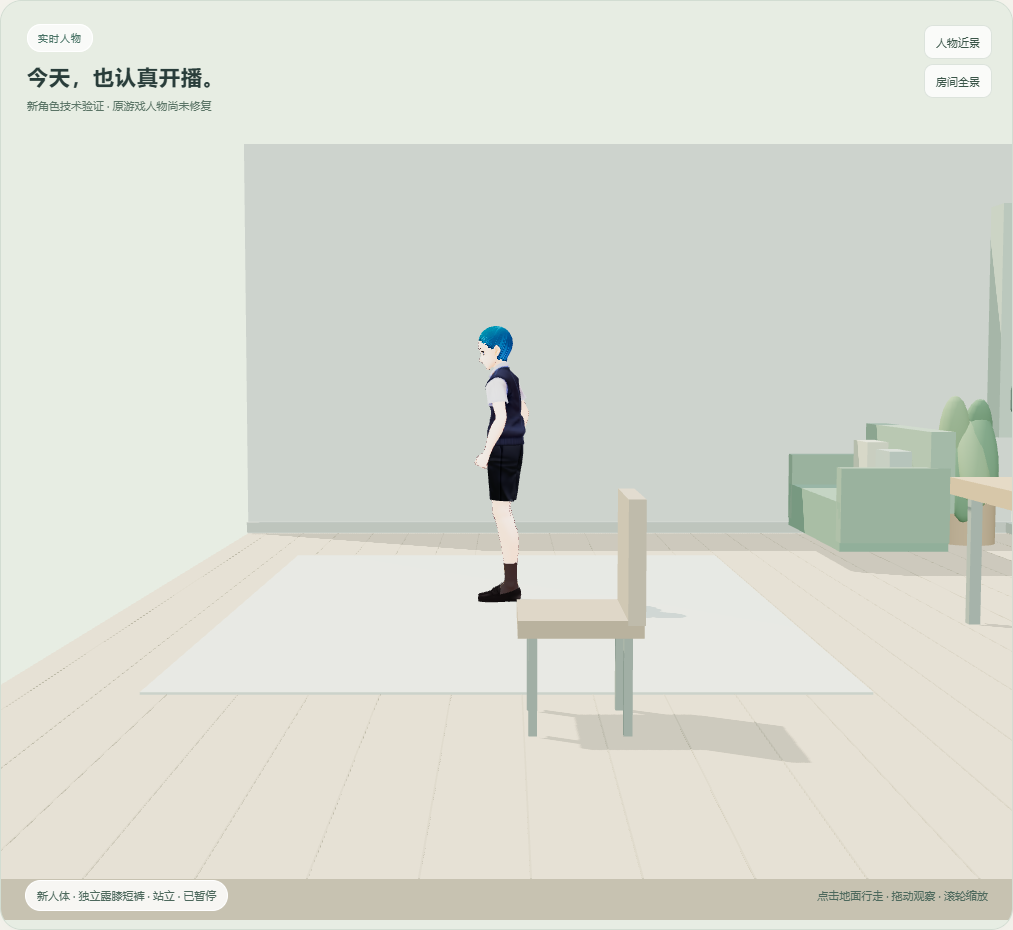 实时人物
今天，也认真开播。
新角色技术验证 · 原游戏人物尚未修复
人物近景
房间全景
新人体 · 独立露膝短裤 · 站立 · 已暂停
点击地面行走 · 拖动观察 · 滚轮缩放